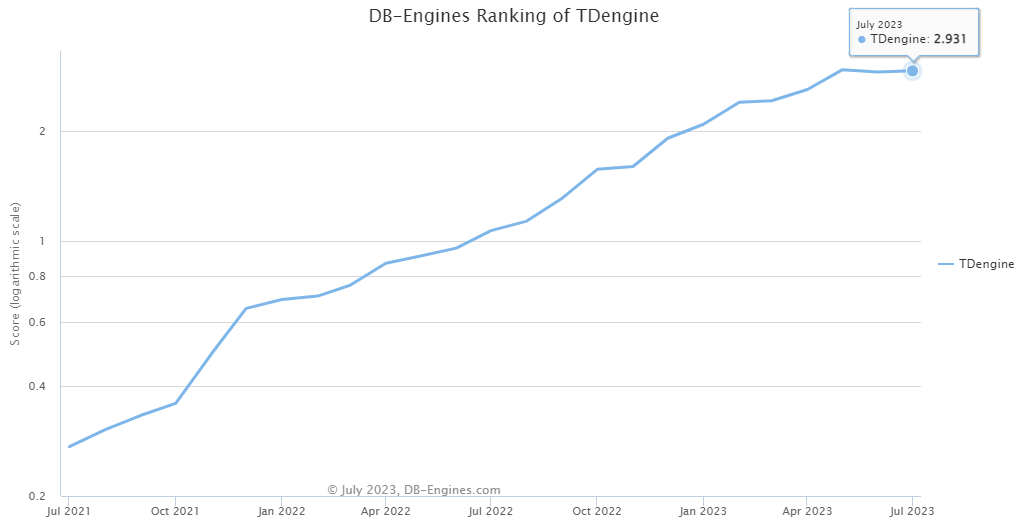 DB-Engines Ranking of TDengine
July 2023
TDengine: 2.931
2
1
0.8
0.6
0.4
0.2
Score (logarithmic scale)
TDengine
© July 2023, DB-Engines.com
Jul 2021
Oct 2021
Jan 2022
Apr 2022
Jul 2022
Oct 2022
Jan 2023
Apr 2023
Jul 2023